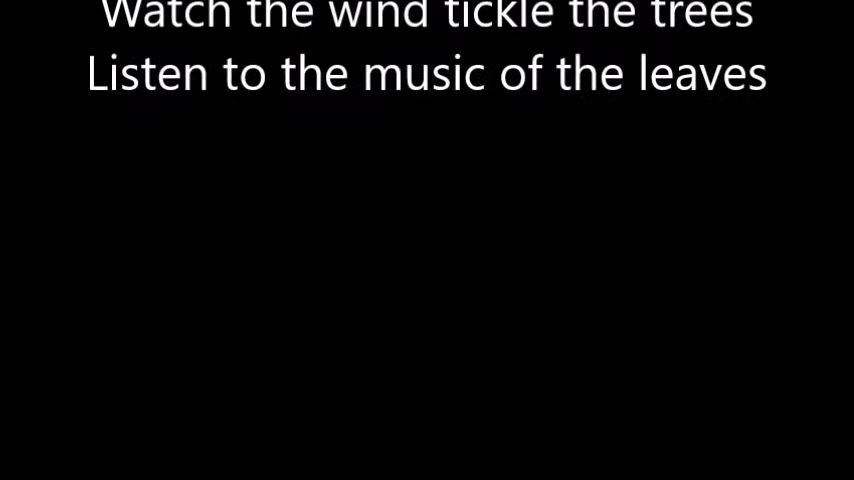 Watch the wind tickle the trees
Listen to the music of the leaves